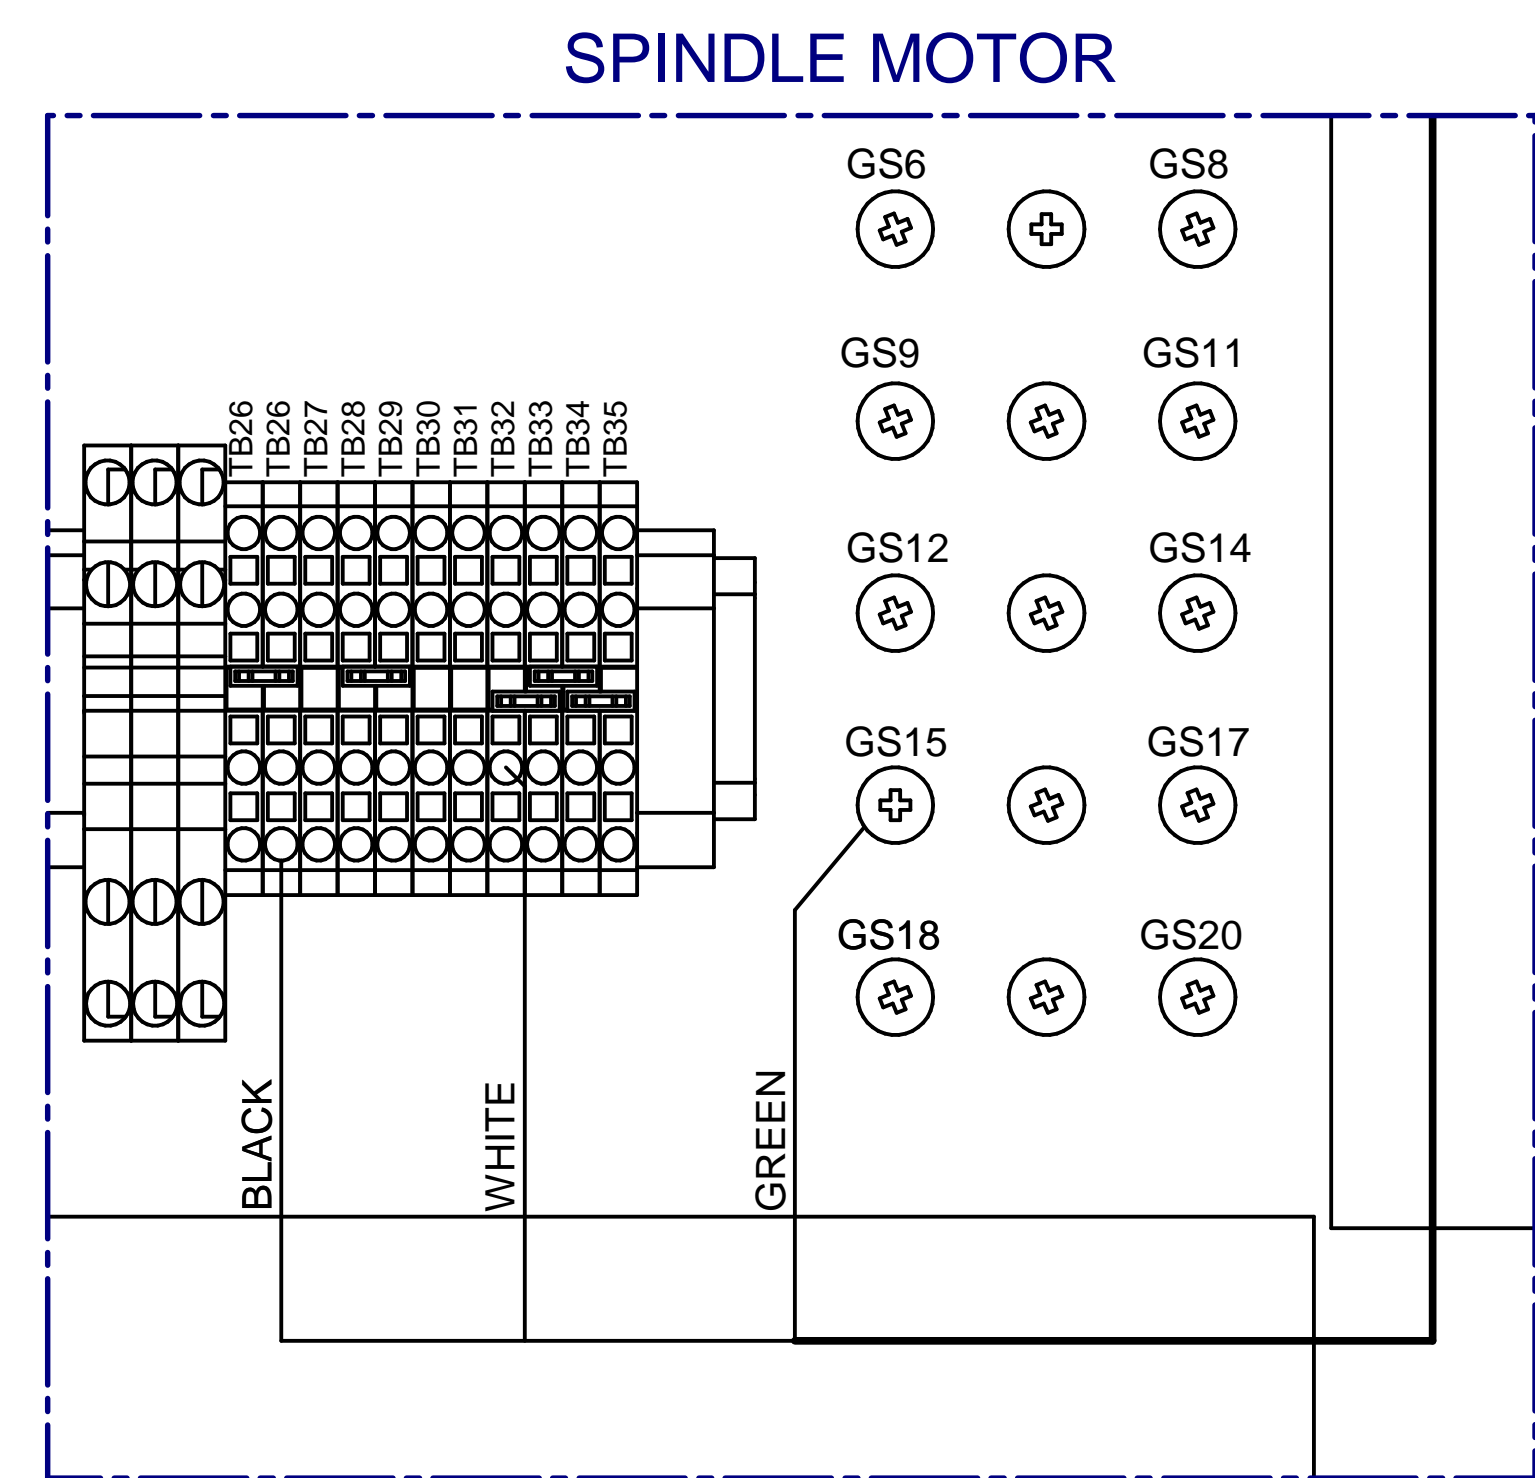 SPINDLE MOTOR
GS6 GS8
GS9 GS11
TB26 TB26 TB27 TB28 TB29 TB30 TB31 TB32 TB33 TB34 TB35
GS12 GS14
GS15 GS17
GS18 GS20
BLACK WHITE GREEN